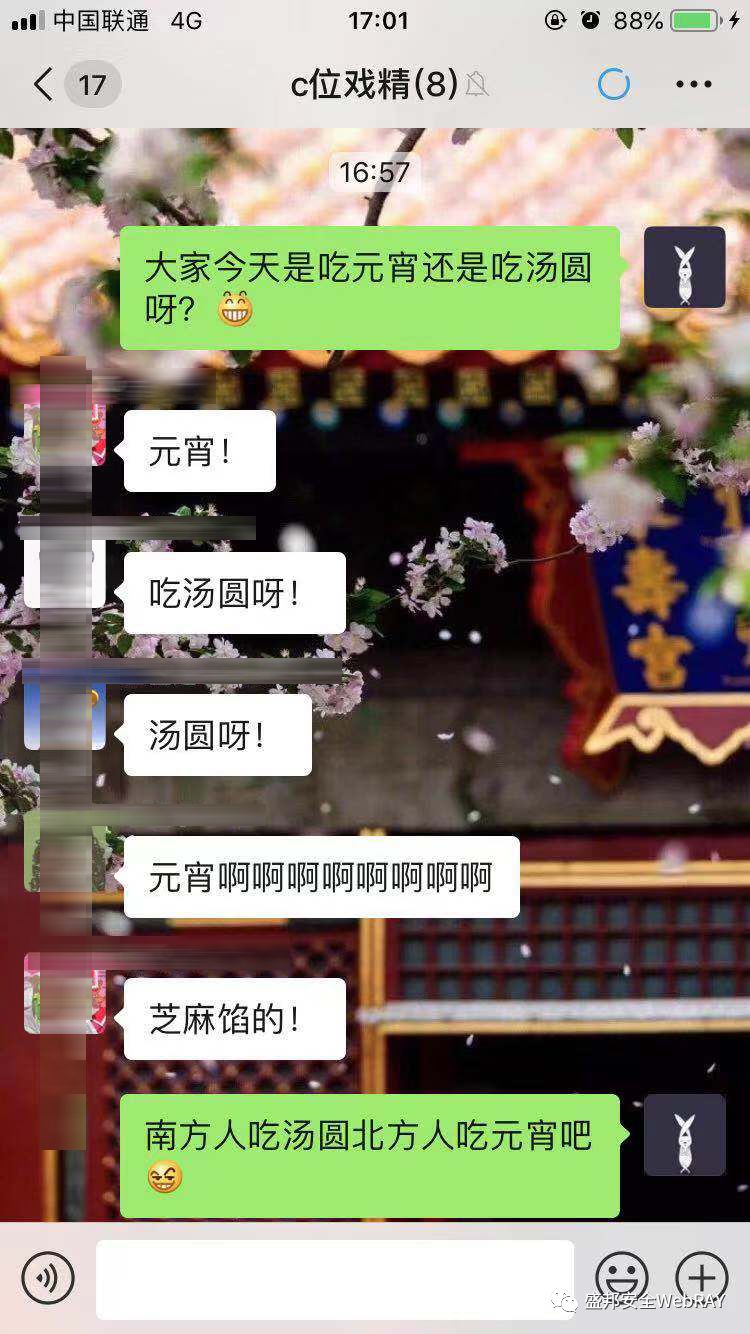 中国联通 4G 17:01 88%
17 c位戏精(8)
16:57
大家今天是吃元宵还是吃汤圆
呀？😁
元宵！
吃汤圆呀！
汤圆呀！
元宵啊啊啊啊啊啊啊啊
芝麻馅的！
南方人吃汤圆北方人吃元宵吧
😆
寿
宫
盛邦安全WebRAY